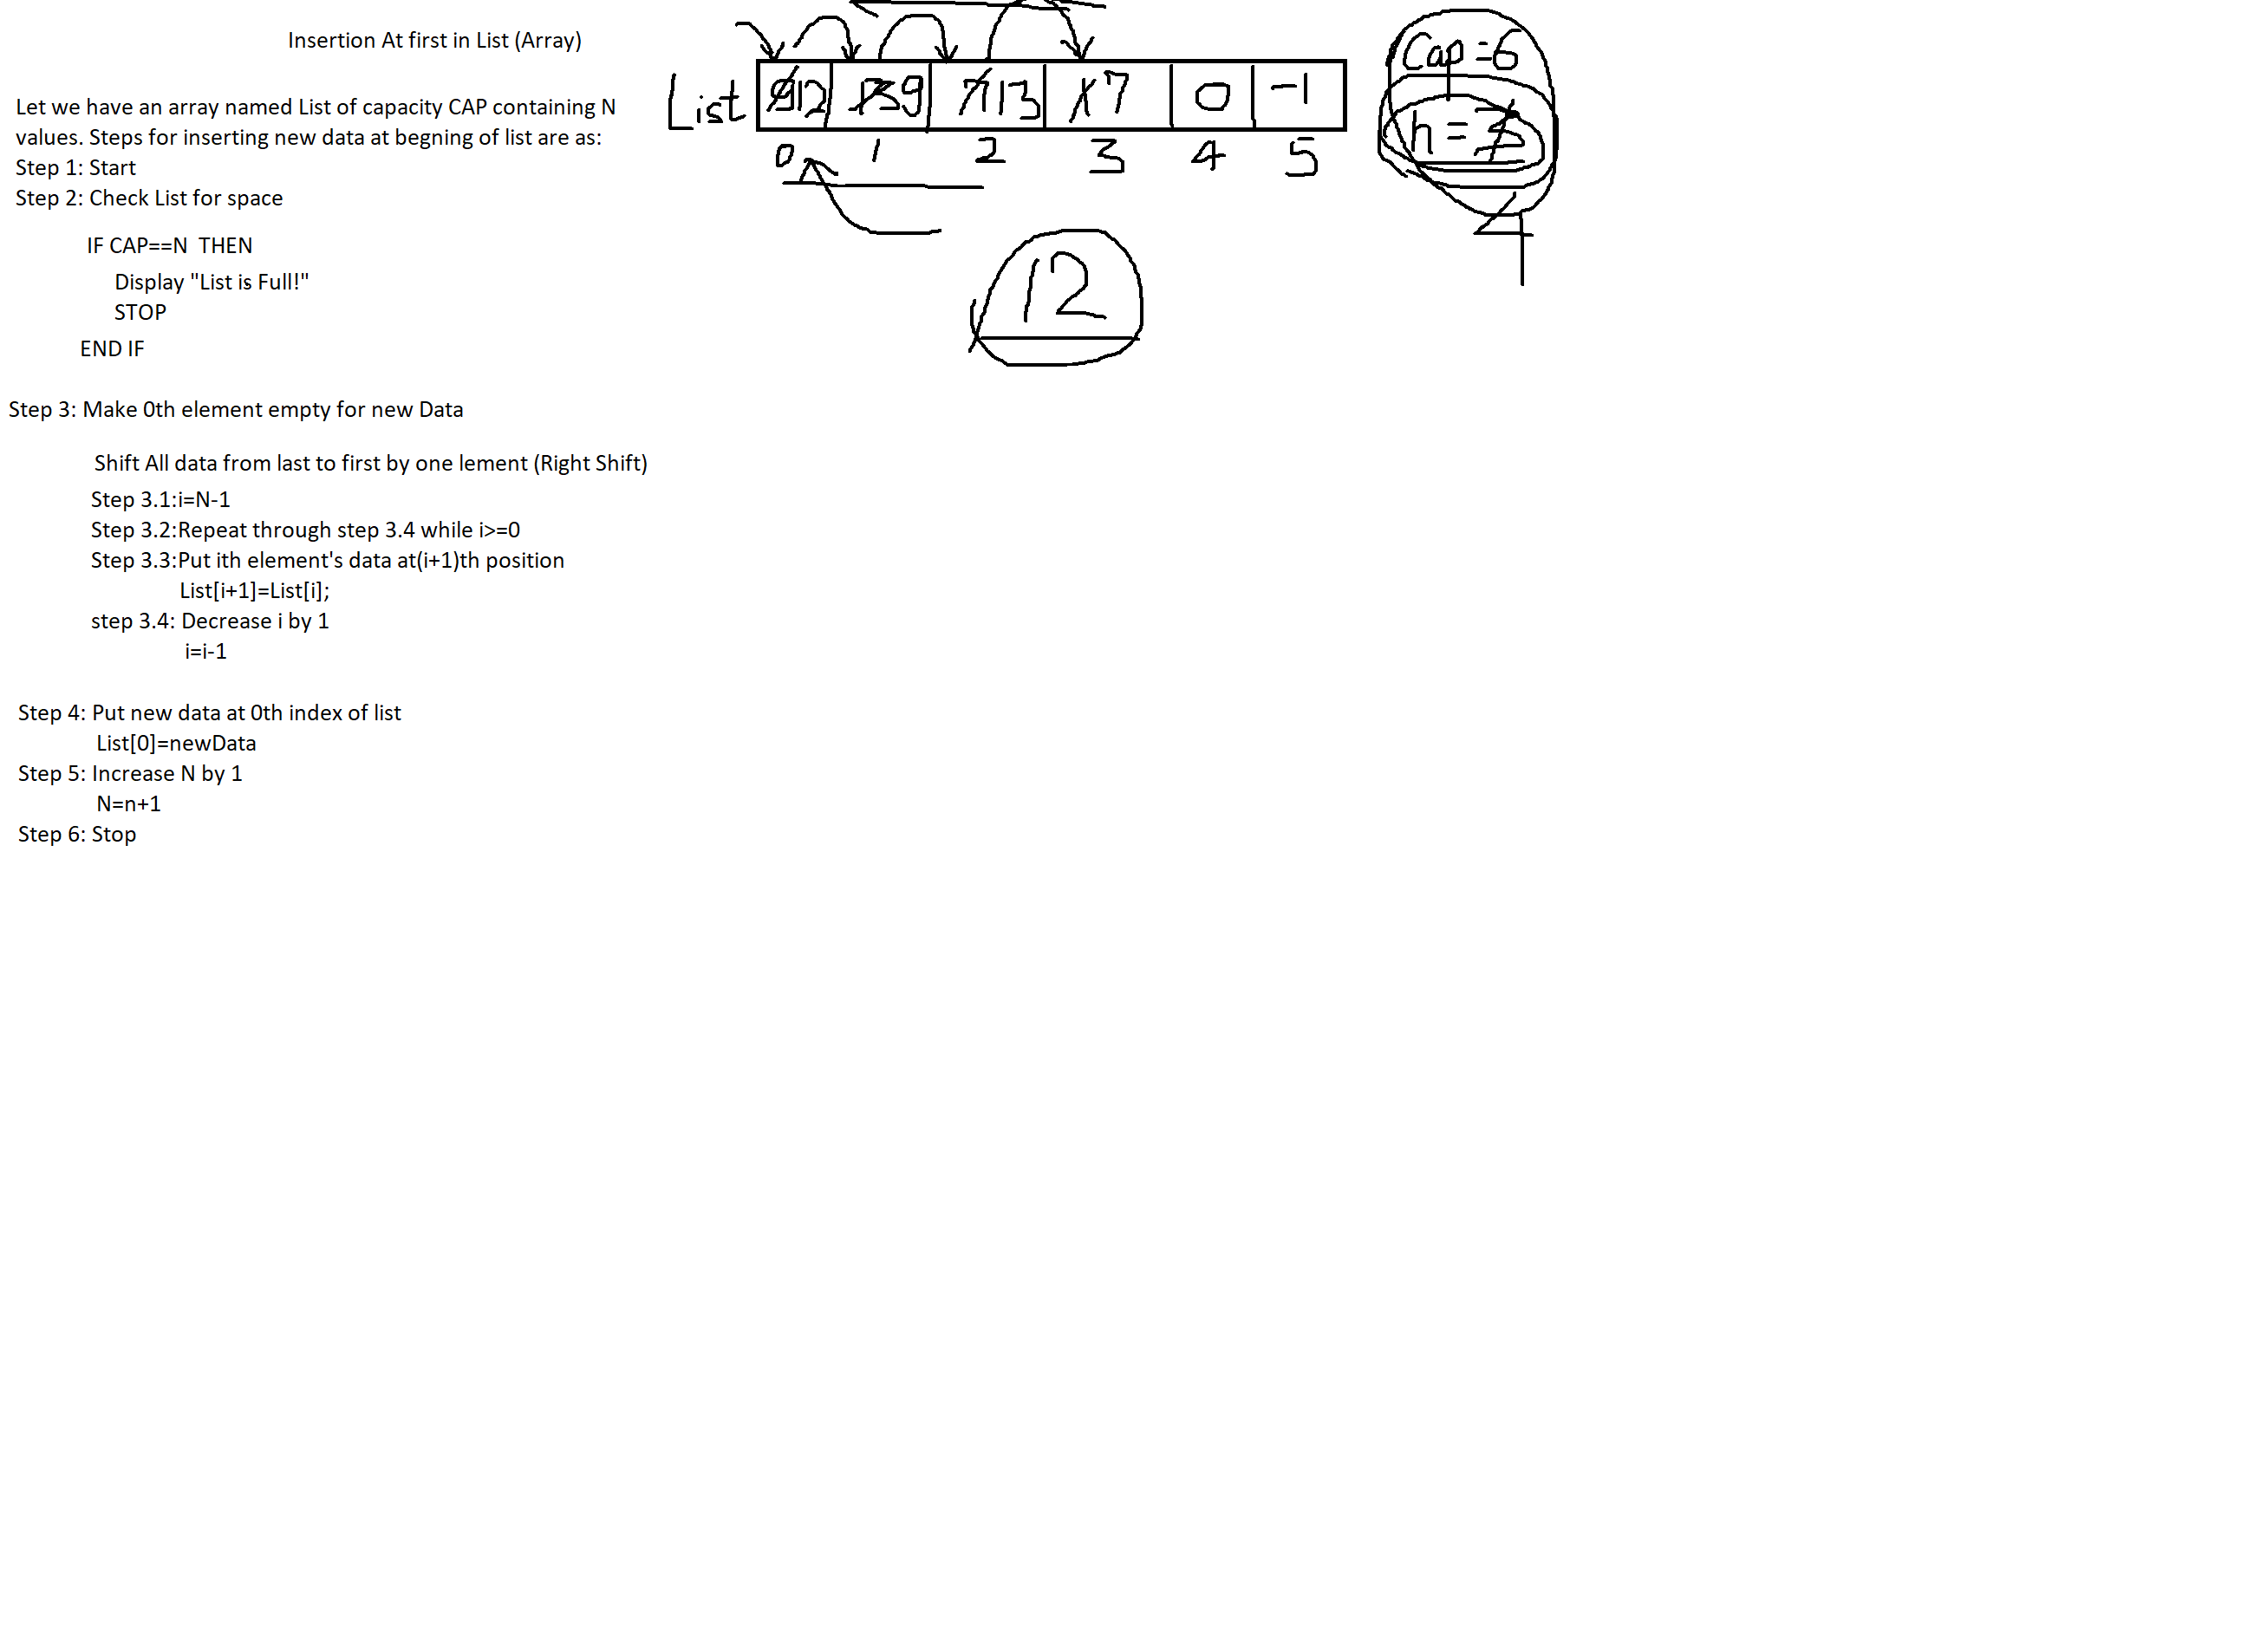 Insertion At first in List (Array)
Let we have an array named List of capacity CAP containing N
values. Steps for inserting new data at begning of list are as:
Step 1: Start
Step 2: Check List for space
IF CAP==N THEN
Display "List is Full!"
STOP
END IF
Step 3: Make 0th element empty for new Data
Shift All data from last to first by one lement (Right Shift)
Step 3.1:i=N-1
Step 3.2:Repeat through step 3.4 while i>=0
Step 3.3:Put ith element's data at(i+1)th position
List[i+1]=List[i];
step 3.4: Decrease i by 1
i=i-1
Step 4: Put new data at 0th index of list
List[0]=newData
Step 5: Increase N by 1
N=n+1
Step 6: Stop
List 12 9 13 7 0 -1
0 1 2 3 4 5
12
Cap=6
n=3
4